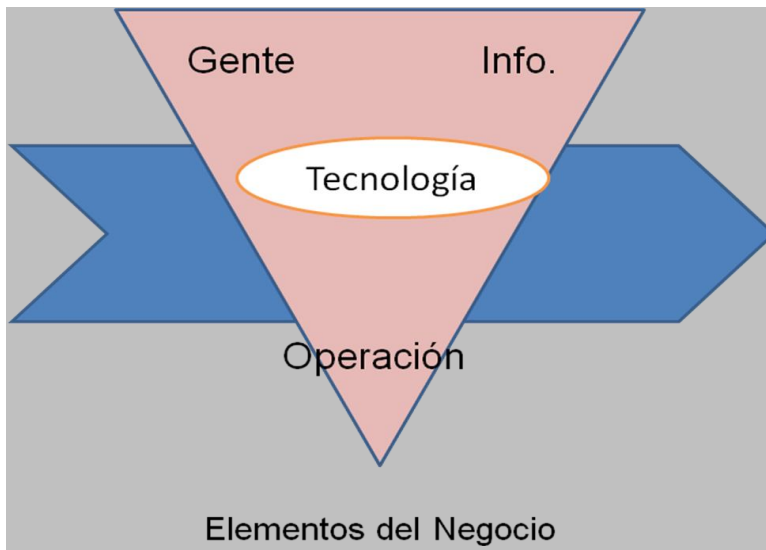 Gente Info.
Tecnología
Operación
Elementos del Negocio